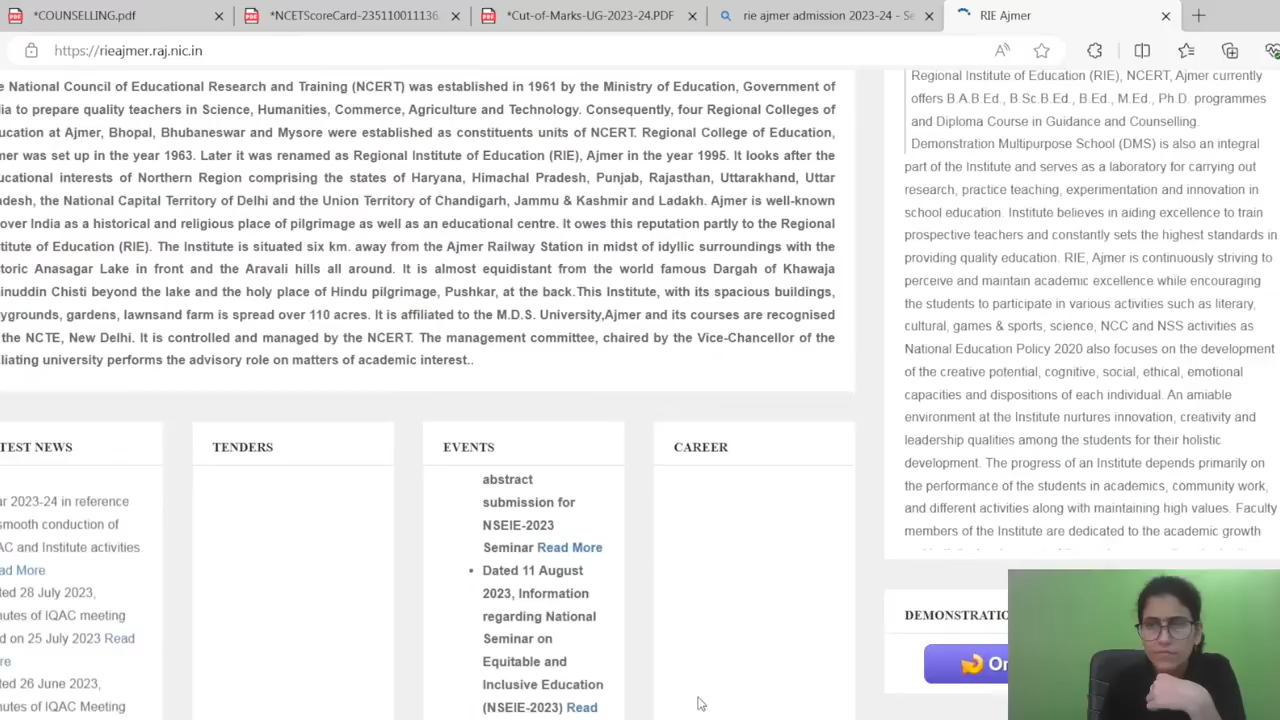 *COUNSELLING.pdf
*NCETScoreCard-23511001136
*Cut-of-Marks-UG-2023-24.PDF
rie ajmer admission 2023-24 - Se
RIE Ajmer
https://rieajmer.raj.nic.in
e National Council of Educational Research and Training (NCERT) was established in 1961 by the Ministry of Education, Government of
lia to prepare quality teachers in Science, Humanities, Commerce, Agriculture and Technology. Consequently, four Regional Colleges of
ucation at Ajmer, Bhopal, Bhubaneswar and Mysore were established as constituents units of NCERT. Regional College of Education,
mer was set up in the year 1963. Later it was renamed as Regional Institute of Education (RIE), Ajmer in the year 1995. It looks after the
ucational interests of Northern Region comprising the states of Haryana, Himachal Pradesh, Punjab, Rajasthan, Uttarakhand, Uttar
adesh, the National Capital Territory of Delhi and the Union Territory of Chandigarh, Jammu & Kashmir and Ladakh. Ajmer is well-known
over India as a historical and religious place of pilgrimage as well as an educational centre. It owes this reputation partly to the Regional
titute of Education (RIE). The Institute is situated six km. away from the Ajmer Railway Station in midst of idyllic surroundings with the
toric Anasagar Lake in front and the Aravali hills all around. It is almost equidistant from the world famous Dargah of Khawaja
inuddin Chisti beyond the lake and the holy place of Hindu pilgrimage, Pushkar, at the back.This Institute, with its spacious buildings,
ygrounds, gardens, lawnsand farm is spread over 110 acres. It is affiliated to the M.D.S. University,Ajmer and its courses are recognised
the NCTE, New Delhi. It is controlled and managed by the NCERT. The management committee, chaired by the Vice-Chancellor of the
liating university performs the advisory role on matters of academic interest..
Regional Institute of Education (RIE), NCERT, Ajmer currently
offers B.A.B.Ed., B.Sc.B.Ed., B.Ed., M.Ed., Ph.D. programmes
and Diploma Course in Guidance and Counselling.
Demonstration Multipurpose School (DMS) is also an integral
part of the Institute and serves as a laboratory for carrying out
research, practice teaching, experimentation and innovation in
school education. Institute believes in aiding excellence to train
prospective teachers and constantly sets the highest standards in
providing quality education. RIE, Ajmer is continuously striving to
perceive and maintain academic excellence while encouraging
the students to participate in various activities such as literary,
cultural, games & sports, science, NCC and NSS activities as
National Education Policy 2020 also focuses on the development
of the creative potential, cognitive, social, ethical, emotional
capacities and dispositions of each individual. An amiable
environment at the Institute nurtures innovation, creativity and
leadership qualities among the students for their holistic
development. The progress of an Institute depends primarily on
the performance of the students in academics, community work,
and different activities along with maintaining high values. Faculty
members of the Institute are dedicated to the academic growth
TEST NEWS
ar 2023-24 in reference
smooth conduction of
AC and Institute activities
ad More
ted 28 July 2023,
nutes of IQAC meeting
d on 25 July 2023 Read
re
ted 26 June 2023,
nutes of IQAC Meeting
TENDERS
EVENTS
abstract
submission for
NSEIE-2023
Seminar Read More
• Dated 11 August
2023, Information
regarding National
Seminar on
Equitable and
Inclusive Education
(NSEIE-2023) Read
CAREER
DEMONSTRATIO
On